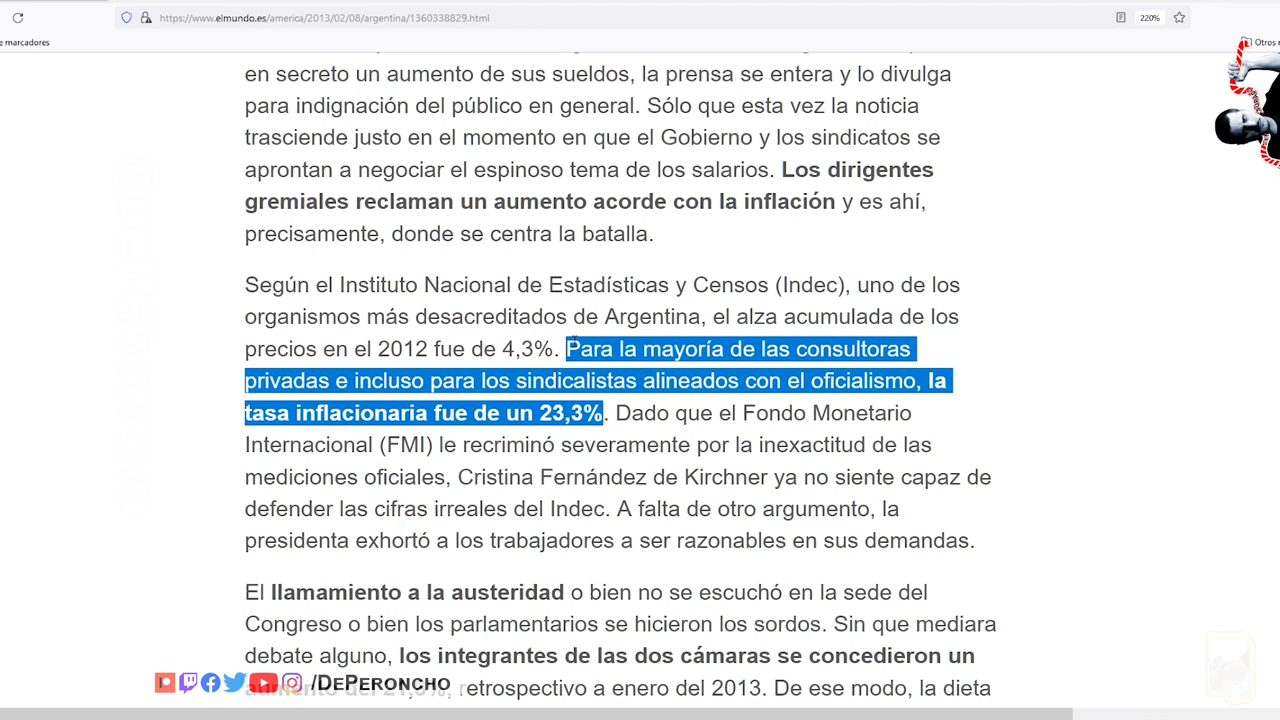 https://www.elmundo.es/america/2013/02/08/argentina/1360338829.html
220%
e marcadores
Otros
en secreto un aumento de sus sueldos, la prensa se entera y lo divulga
para indignación del público en general. Sólo que esta vez la noticia
trasciende justo en el momento en que el Gobierno y los sindicatos se
aprontan a negociar el espinoso tema de los salarios. Los dirigentes
gremiales reclaman un aumento acorde con la inflación y es ahí,
precisamente, donde se centra la batalla.
Según el Instituto Nacional de Estadísticas y Censos (Indec), uno de los
organismos más desacreditados de Argentina, el alza acumulada de los
precios en el 2012 fue de 4,3%. Para la mayoría de las consultoras
privadas e incluso para los sindicalistas alineados con el oficialismo, la
tasa inflacionaria fue de un 23,3%. Dado que el Fondo Monetario
Internacional (FMI) le recriminó severamente por la inexactitud de las
mediciones oficiales, Cristina Fernández de Kirchner ya no siente capaz de
defender las cifras irreales del Indec. A falta de otro argumento, la
presidenta exhortó a los trabajadores a ser razonables en sus demandas.
El llamamiento a la austeridad o bien no se escuchó en la sede del
Congreso o bien los parlamentarios se hicieron los sordos. Sin que mediara
debate alguno, los integrantes de las dos cámaras se concedieron un
retrospectivo a enero del 2013. De ese modo, la dieta
/DEPERONCHO